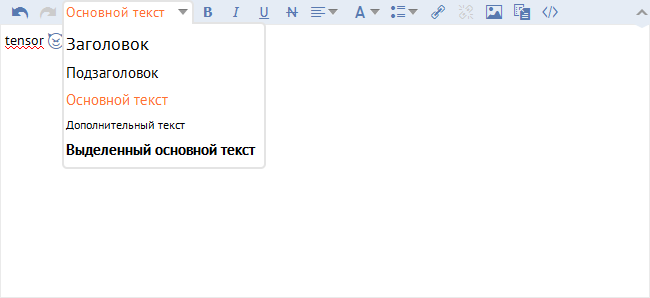 Основной текст B I U N A
tensor
Заголовок
Подзаголовок
Основной текст
Дополнительный текст
Выделенный основной текст